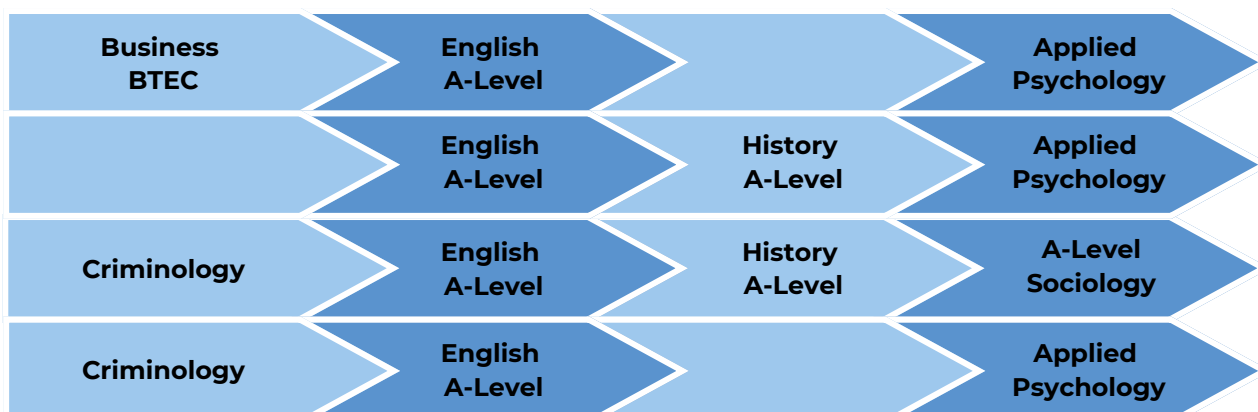 Business
BTEC
English
A-Level
Applied
Psychology
English
A-Level
History
A-Level
Applied
Psychology
Criminology
English
A-Level
History
A-Level
A-Level
Sociology
Criminology
English
A-Level
Applied
Psychology